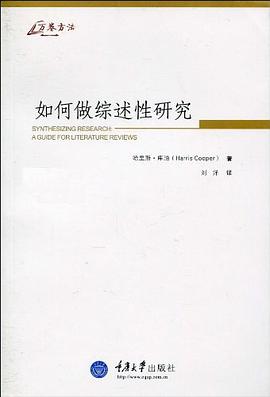 万卷方法
如何做综述性研究
SYNTHESIZING RESEARCH:
A GUIDE FOR LITERATURE REVIEWS
哈里斯·库珀（Harris Cooper） 著
刘 洋 译
重庆大学出版社
http://www.cqup.com.cn